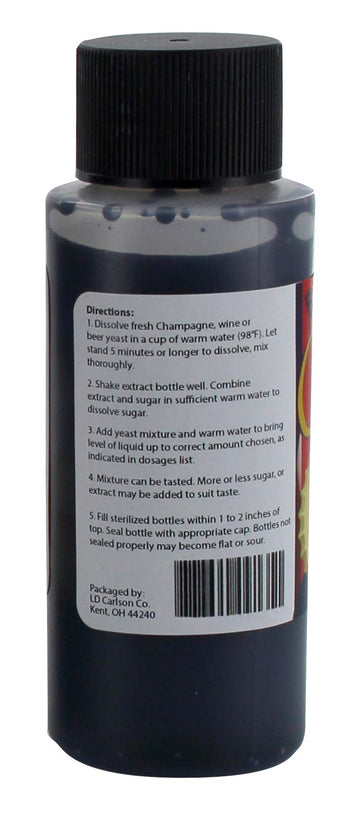 Directions:
1. Dissolve fresh Champagne, wine or
beer yeast in a cup of warm water (98°F). Let
stand 5 minutes or longer to dissolve, mix
thoroughly.
2. Shake extract bottle well. Combine
extract and sugar in sufficient warm water to
dissolve sugar.
3. Add yeast mixture and warm water to bring
level of liquid up to correct amount chosen, as
indicated in dosages list.
4. Mixture can be tasted. More or less sugar, or
extract may be added to suit taste.
5. Fill sterilized bottles within 1 to 2 inches of
top. Seal bottle with appropriate cap. Bottles not
sealed properly may become flat or sour.
Packaged by:
LD Carlson Co.
Kent, OH 44240